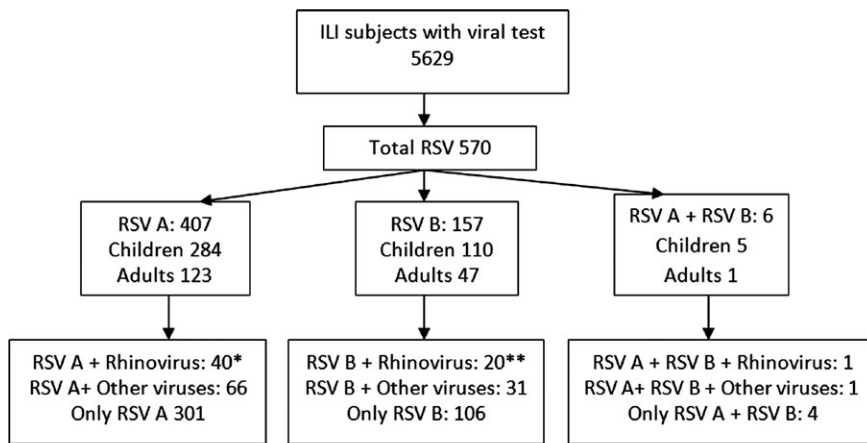 ILI subjects with viral test
5629
Total RSV 570
RSV A: 407
Children 284
Adults 123
RSV B: 157
Children 110
Adults 47
RSV A + RSV B: 6
Children 5
Adults 1
RSV A + Rhinovirus: 40*
RSV A+ Other viruses: 66
Only RSV A 301
RSV B + Rhinovirus: 20**
RSV B + Other viruses: 31
Only RSV B: 106
RSV A + RSV B + Rhinovirus: 1
RSV A+ RSV B + Other viruses: 1
Only RSV A + RSV B: 4